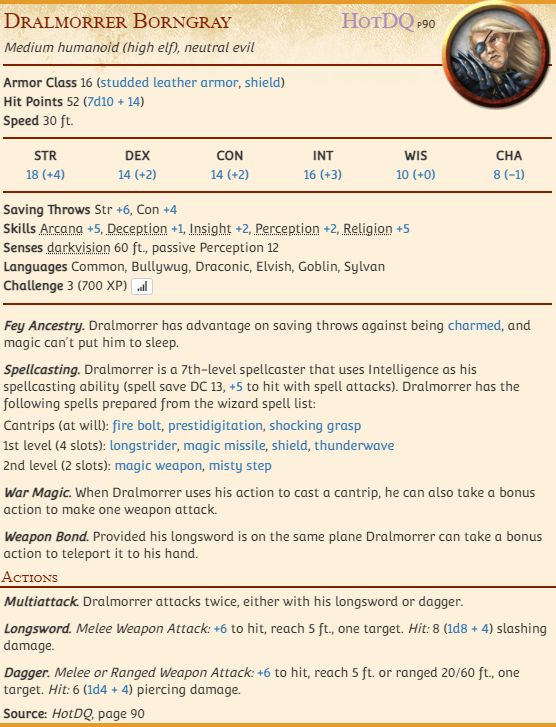 Dralmorrer Borngray HotDQ p90
Medium humanoid (high elf), neutral evil
Armor Class 16 (studded leather armor, shield)
Hit Points 52 (7d10 + 14)
Speed 30 ft.
STR DEX CON INT WIS CHA
18 (+4) 14 (+2) 14 (+2) 16 (+3) 10 (+0) 8 (−1)
Saving Throws Str +6, Con +4
Skills Arcana +5, Deception +1, Insight +2, Perception +2, Religion +5
Senses darkvision 60 ft., passive Perception 12
Languages Common, Bullywug, Draconic, Elvish, Goblin, Sylvan
Challenge 3 (700 XP)
Fey Ancestry. Dralmorrer has advantage on saving throws against being charmed, and
magic can't put him to sleep.
Spellcasting. Dralmorrer is a 7th-level spellcaster that uses Intelligence as his
spellcasting ability (spell save DC 13, +5 to hit with spell attacks). Dralmorrer has the
following spells prepared from the wizard spell list:
Cantrips (at will): fire bolt, prestidigitation, shocking grasp
1st level (4 slots): longstrider, magic missile, shield, thunderwave
2nd level (2 slots): magic weapon, misty step
War Magic. When Dralmorrer uses his action to cast a cantrip, he can also take a bonus
action to make one weapon attack.
Weapon Bond. Provided his longsword is on the same plane Dralmorrer can take a bonus
action to teleport it to his hand.
Actions
Multiattack. Dralmorrer attacks twice, either with his longsword or dagger.
Longsword. Melee Weapon Attack: +6 to hit, reach 5 ft., one target. Hit: 8 (1d8 + 4) slashing
damage.
Dagger. Melee or Ranged Weapon Attack: +6 to hit, reach 5 ft. or ranged 20/60 ft., one
target. Hit: 6 (1d4 + 4) piercing damage.
Source: HotDQ, page 90